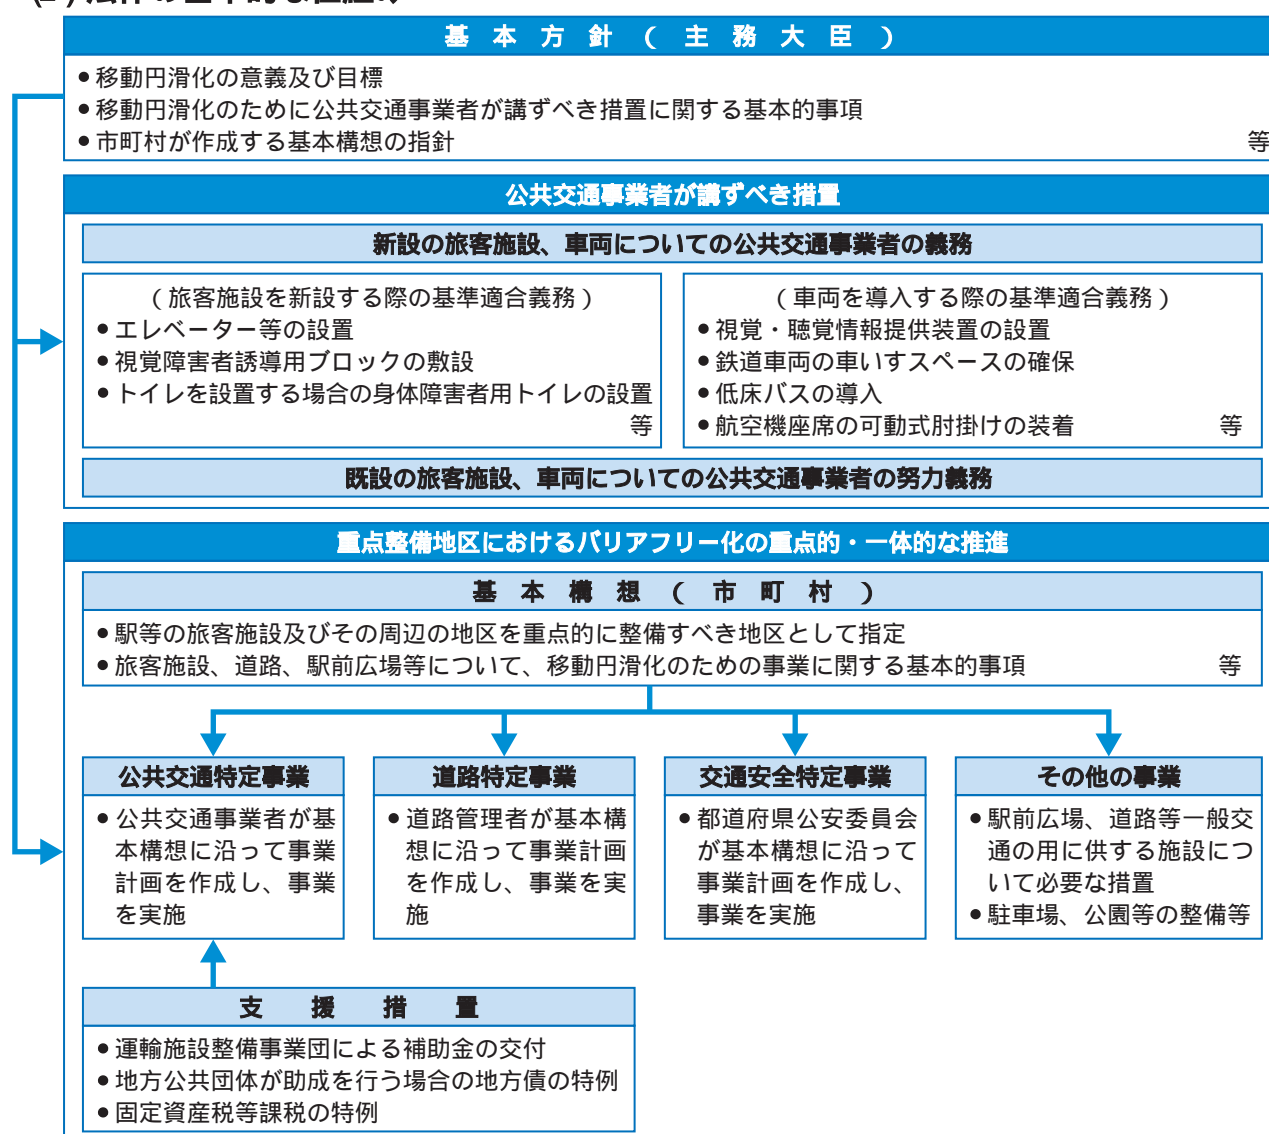 基本方針(主務大臣)
●移動円滑化の意義及び目標
●移動円滑化のために公共交通事業者が講ずべき措置に関する基本的事項
●市町村が作成する基本構想の指針 等
公共交通事業者が講ずべき措置
新設の旅客施設、車両についての公共交通事業者の義務
(旅客施設を新設する際の基準適合義務)
●エレベーター等の設置
●視覚障害者誘導用ブロックの敷設
●トイレを設置する場合の身体障害者用トイレの設置
等
(車両を導入する際の基準適合義務)
●視覚・聴覚情報提供装置の設置
●鉄道車両の車いすスペースの確保
●低床バスの導入
●航空機座席の可動式肘掛けの装着 等
既設の旅客施設、車両についての公共交通事業者の努力義務
重点整備地区におけるバリアフリー化の重点的・一体的な推進
基本構想(市町村)
●駅等の旅客施設及びその周辺の地区を重点的に整備すべき地区として指定
●旅客施設、道路、駅前広場等について、移動円滑化のための事業に関する基本的事項 等
公共交通特定事業
●公共交通事業者が基
本構想に沿って事業
計画を作成し、事業
を実施
道路特定事業
●道路管理者が基本構
想に沿って事業計画
を作成し、事業を実
施
交通安全特定事業
●都道府県公安委員会
が基本構想に沿って
事業計画を作成し、
事業を実施
その他の事業
●駅前広場、道路等一般交
通の用に供する施設につ
いて必要な措置
●駐車場、公園等の整備等
支援措置
●運輸施設整備事業団による補助金の交付
●地方公共団体が助成を行う場合の地方債の特例
●固定資産税等課税の特例